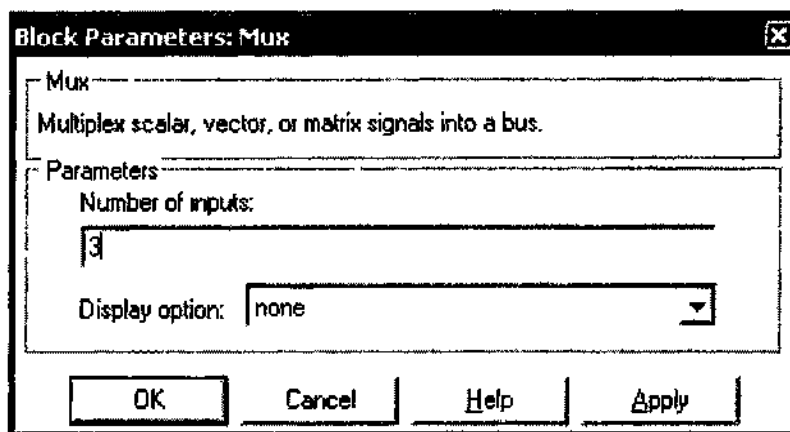 Block Parameters: Mux
Mux
Multiplex scalar, vector, or matrix signals into a bus.
Parameters
Number of inputs:
3
Display option: none
OK Cancel Help Apply